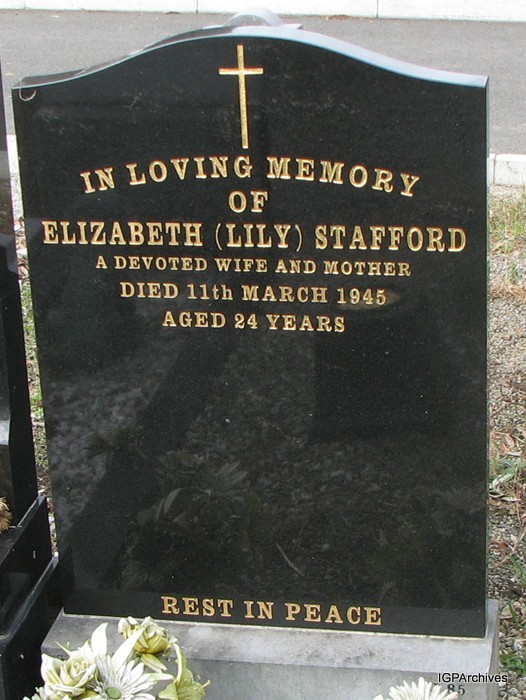 IN LOVING MEMORY
OF
ELIZABETH (LILY) STAFFORD
A DEVOTED WIFE AND MOTHER
DIED 11th MARCH 1945
AGED 24 YEARS
REST IN PEACE
IGPArchives
85